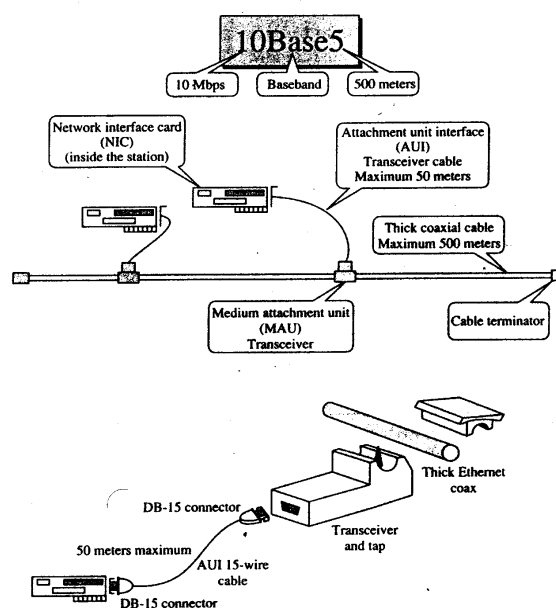 10Base5
10 Mbps
Baseband
500 meters
Network interface card
(NIC)
(inside the station)
Attachment unit interface
(AUI)
Transceiver cable
Maximum 50 meters
Thick coaxial cable
Maximum 500 meters
Medium attachment unit
(MAU)
Transceiver
Cable terminator
Thick Ethernet
coax
DB-15 connector
Transceiver
and tap
50 meters maximum
AUI 15-wire
cable
DB-15 connector